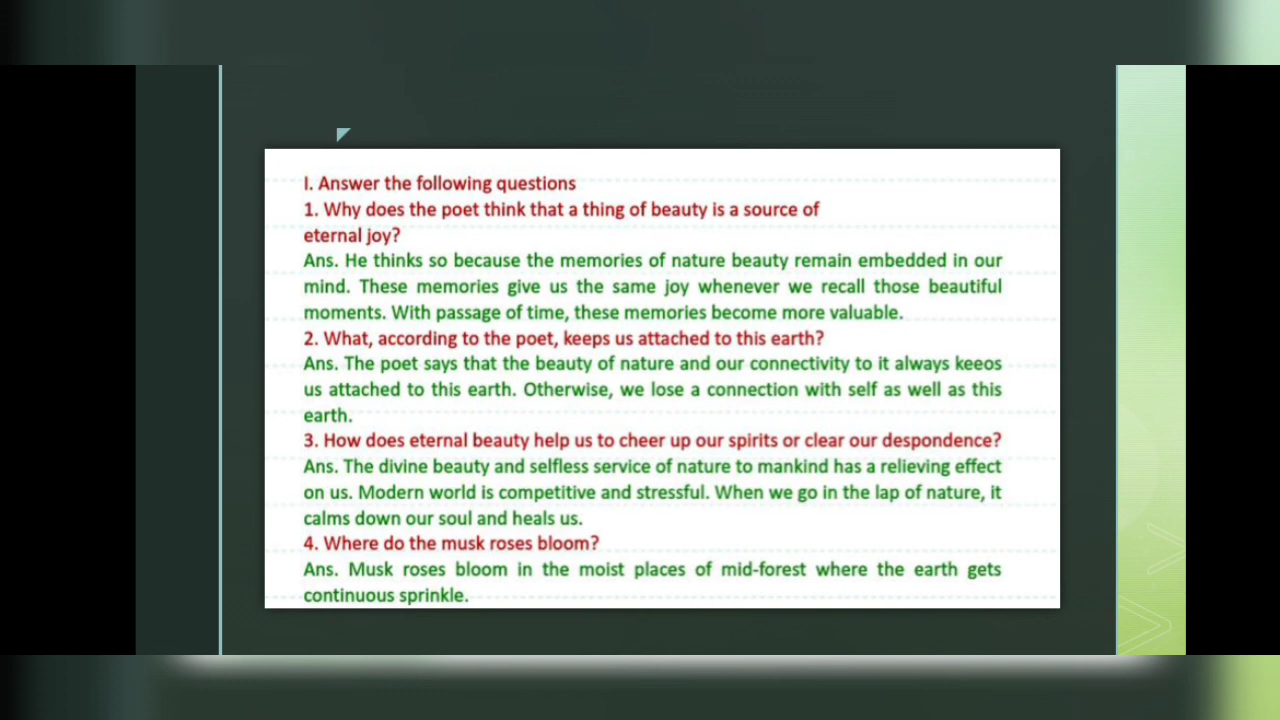 I. Answer the following questions
1. Why does the poet think that a thing of beauty is a source of
eternal joy?
Ans. He thinks so because the memories of nature beauty remain embedded in our
mind. These memories give us the same joy whenever we recall those beautiful
moments. With passage of time, these memories become more valuable.
2. What, according to the poet, keeps us attached to this earth?
Ans. The poet says that the beauty of nature and our connectivity to it always keeos
us attached to this earth. Otherwise, we lose a connection with self as well as this
earth.
3. How does eternal beauty help us to cheer up our spirits or clear our despondence?
Ans. The divine beauty and selfless service of nature to mankind has a relieving effect
on us. Modern world is competitive and stressful. When we go in the lap of nature, it
calms down our soul and heals us.
4. Where do the musk roses bloom?
Ans. Musk roses bloom in the moist places of mid-forest where the earth gets
continuous sprinkle.